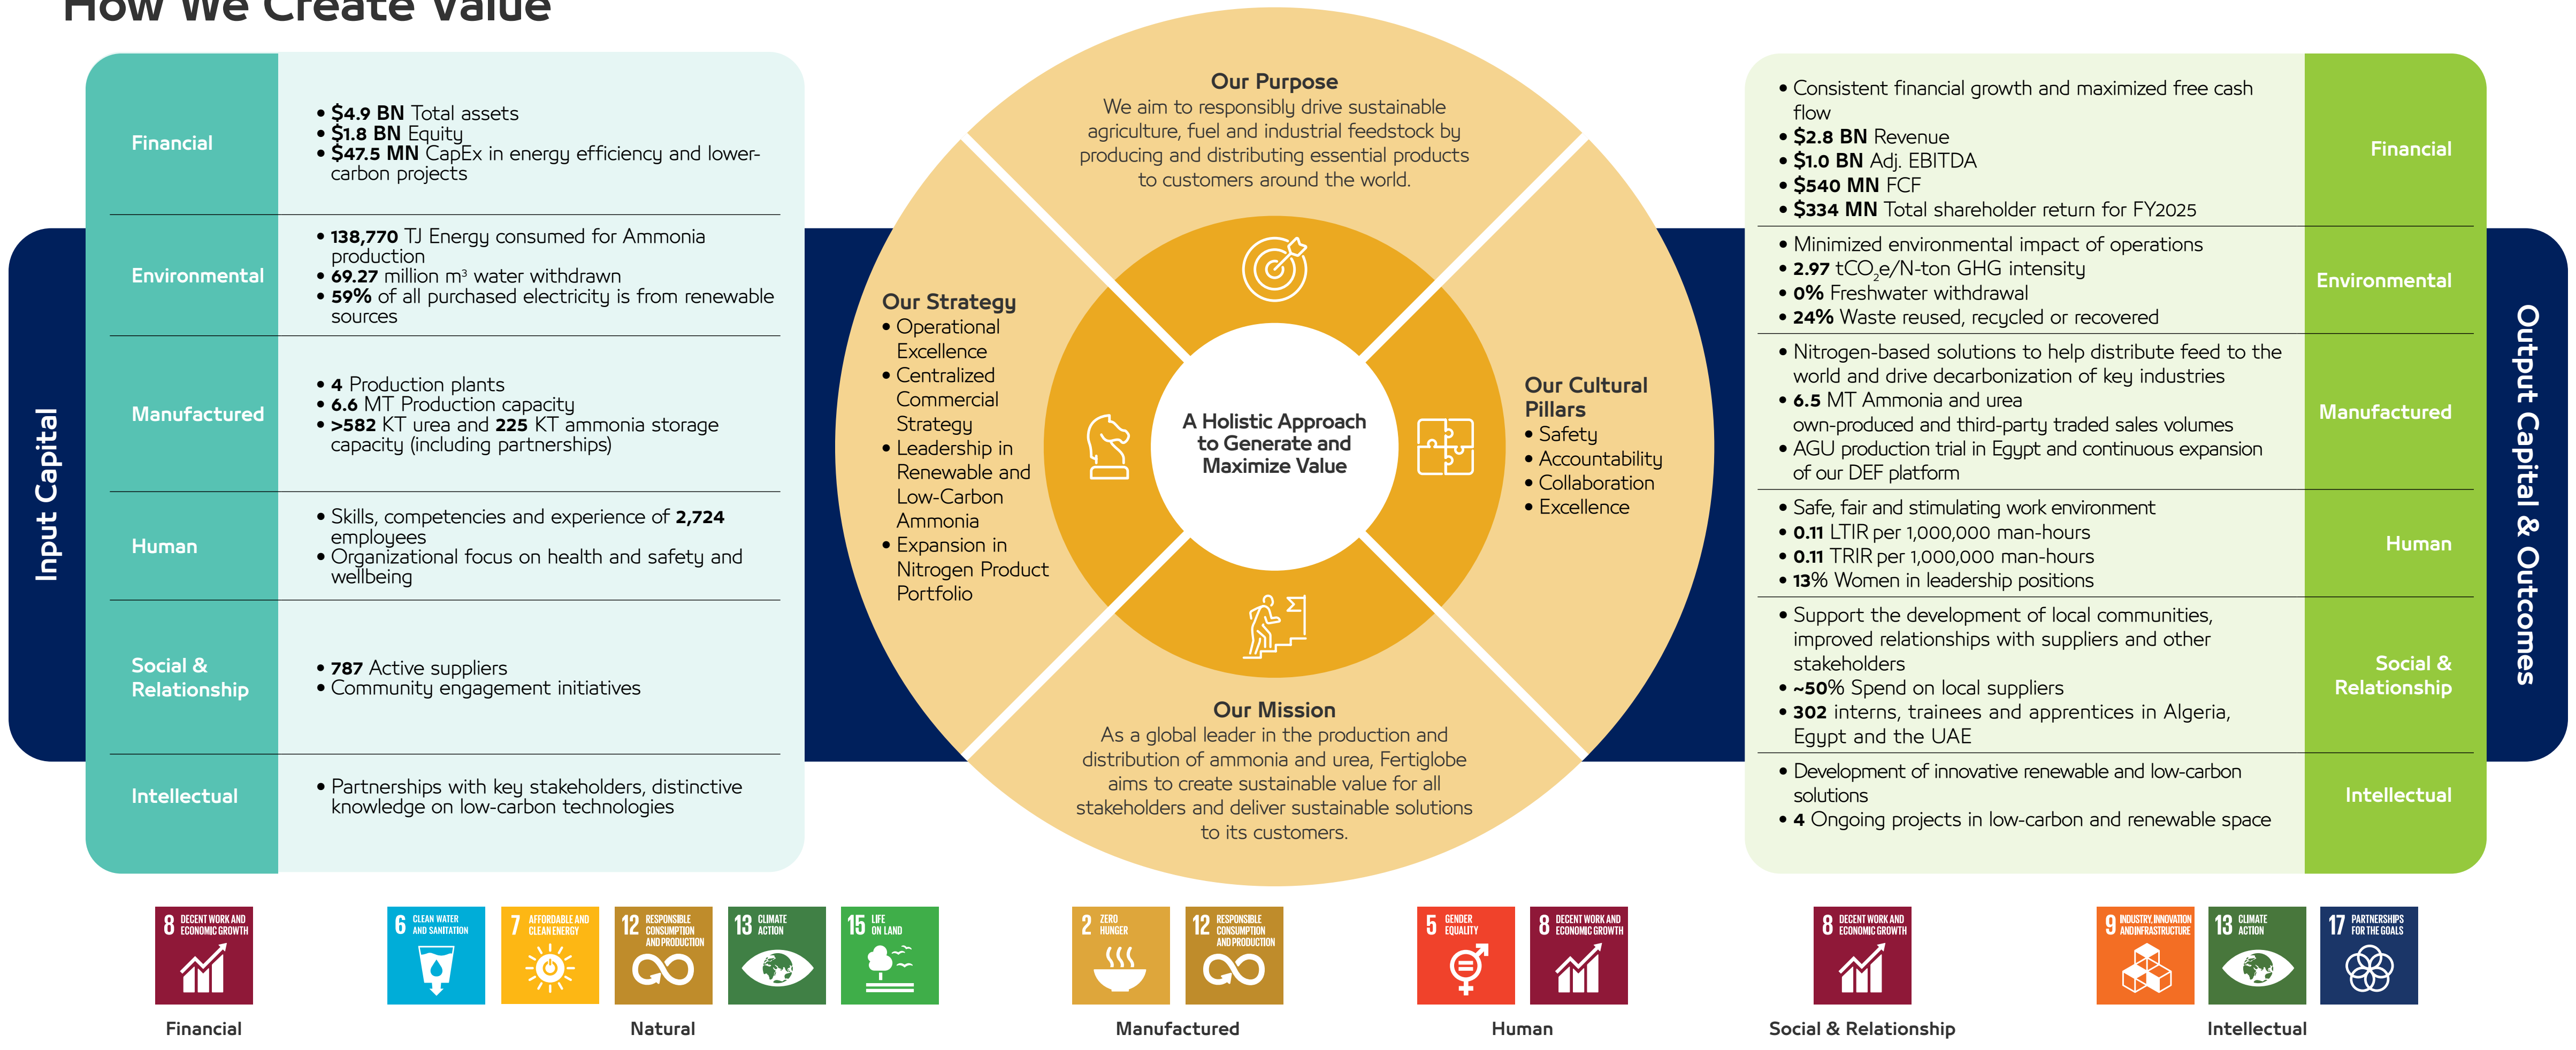 How We Create Value
Input Capital
Financial
• $4.9 BN Total assets
• $1.8 BN Equity
• $47.5 MN CapEx in energy efficiency and lower-
carbon projects
Environmental
• 138,770 TJ Energy consumed for Ammonia
production
• 69.27 million m³ water withdrawn
• 59% of all purchased electricity is from renewable
sources
Manufactured
• 4 Production plants
• 6.6 MT Production capacity
• >582 KT urea and 225 KT ammonia storage
capacity (including partnerships)
Human
• Skills, competencies and experience of 2,724
employees
• Organizational focus on health and safety and
wellbeing
Social &
Relationship
• 787 Active suppliers
• Community engagement initiatives
Intellectual
• Partnerships with key stakeholders, distinctive
knowledge on low-carbon technologies
Our Purpose
We aim to responsibly drive sustainable
agriculture, fuel and industrial feedstock by
producing and distributing essential products
to customers around the world.
Our Strategy
• Operational
Excellence
• Centralized
Commercial
Strategy
• Leadership in
Renewable and
Low-Carbon
Ammonia
• Expansion in
Nitrogen Product
Portfolio
A Holistic Approach
to Generate and
Maximize Value
Our Cultural
Pillars
• Safety
• Accountability
• Collaboration
• Excellence
Our Mission
As a global leader in the production and
distribution of ammonia and urea, Fertiglobe
aims to create sustainable value for all
stakeholders and deliver sustainable solutions
to its customers.
• Consistent financial growth and maximized free cash
flow
• $2.8 BN Revenue
• $1.0 BN Adj. EBITDA
• $540 MN FCF
• $334 MN Total shareholder return for FY2025
Financial
• Minimized environmental impact of operations
• 2.97 tCO₂e/N-ton GHG intensity
• 0% Freshwater withdrawal
• 24% Waste reused, recycled or recovered
Environmental
• Nitrogen-based solutions to help distribute feed to the
world and drive decarbonization of key industries
• 6.5 MT Ammonia and urea
own-produced and third-party traded sales volumes
• AGU production trial in Egypt and continuous expansion
of our DEF platform
Manufactured
• Safe, fair and stimulating work environment
• 0.11 LTIR per 1,000,000 man-hours
• 0.11 TRIR per 1,000,000 man-hours
• 13% Women in leadership positions
Human
• Support the development of local communities,
improved relationships with suppliers and other
stakeholders
• ~50% Spend on local suppliers
• 302 interns, trainees and apprentices in Algeria,
Egypt and the UAE
Social &
Relationship
• Development of innovative renewable and low-carbon
solutions
• 4 Ongoing projects in low-carbon and renewable space
Intellectual
Output Capital & Outcomes
8 DECENT WORK AND
ECONOMIC GROWTH
Financial
6 CLEAN WATER
AND SANITATION
7 AFFORDABLE AND
CLEAN ENERGY
12 RESPONSIBLE
CONSUMPTION
AND PRODUCTION
13 CLIMATE
ACTION
15 LIFE
ON LAND
Natural
2 ZERO
HUNGER
12 RESPONSIBLE
CONSUMPTION
AND PRODUCTION
Manufactured
5 GENDER
EQUALITY
8 DECENT WORK AND
ECONOMIC GROWTH
Human
8 DECENT WORK AND
ECONOMIC GROWTH
Social & Relationship
9 INDUSTRY, INNOVATION
AND INFRASTRUCTURE
13 CLIMATE
ACTION
17 PARTNERSHIPS
FOR THE GOALS
Intellectual